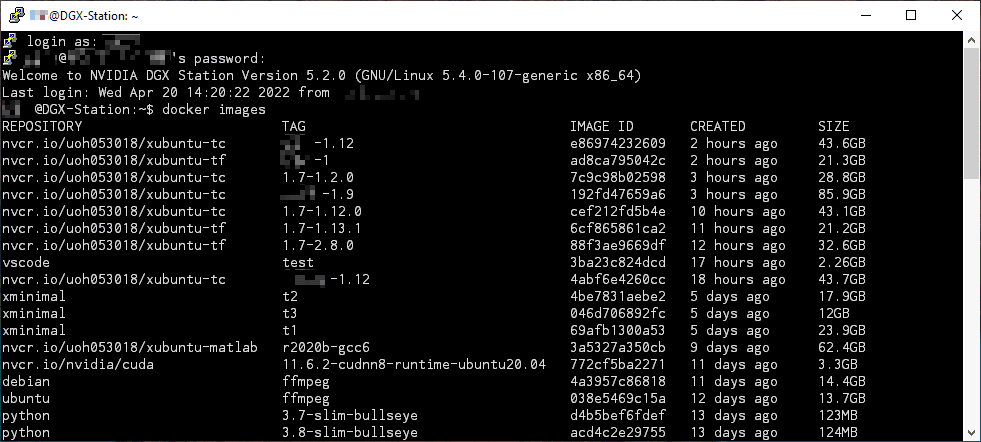 @DGX-Station: ~
login as:
@ 's password:
Welcome to NVIDIA DGX Station Version 5.2.0 (GNU/Linux 5.4.0-107-generic x86_64)
Last login: Wed Apr 20 14:20:22 2022 from
@DGX-Station:~$ docker images
REPOSITORY TAG IMAGE ID CREATED SIZE
nvcr.io/uoh053018/xubuntu-tc -1.12 e86974232609 2 hours ago 43.6GB
nvcr.io/uoh053018/xubuntu-tf -1 ad8ca795042c 2 hours ago 21.3GB
nvcr.io/uoh053018/xubuntu-tc 1.7-1.2.0 7c9c98b02598 3 hours ago 28.8GB
nvcr.io/uoh053018/xubuntu-tc -1.9 192fd47659a6 3 hours ago 85.9GB
nvcr.io/uoh053018/xubuntu-tc 1.7-1.12.0 cef212fd5b4e 10 hours ago 43.1GB
nvcr.io/uoh053018/xubuntu-tf 1.7-1.13.1 6cf865861ca2 11 hours ago 21.2GB
nvcr.io/uoh053018/xubuntu-tf 1.7-2.8.0 88f3ae9669df 12 hours ago 32.6GB
vscode test 3ba23c824dcd 17 hours ago 2.26GB
nvcr.io/uoh053018/xubuntu-tc -1.12 4abf6e4260cc 18 hours ago 43.7GB
xminimal t2 4be7831aebe2 5 days ago 17.9GB
xminimal t3 046d706892fc 5 days ago 12GB
xminimal t1 69afb1300a53 5 days ago 23.9GB
nvcr.io/uoh053018/xubuntu-matlab r2020b-gcc6 3a5327a350cb 9 days ago 62.4GB
nvcr.io/nvidia/cuda 11.6.2-cudnn8-runtime-ubuntu20.04 772cf5ba2271 11 days ago 3.3GB
debian ffmpeg 4a3957c86818 11 days ago 14.4GB
ubuntu ffmpeg 038e5469c15a 12 days ago 13.7GB
python 3.7-slim-bullseye d4b5bef6fdef 13 days ago 123MB
python 3.8-slim-bullseye acd4c2e29755 13 days ago 124MB